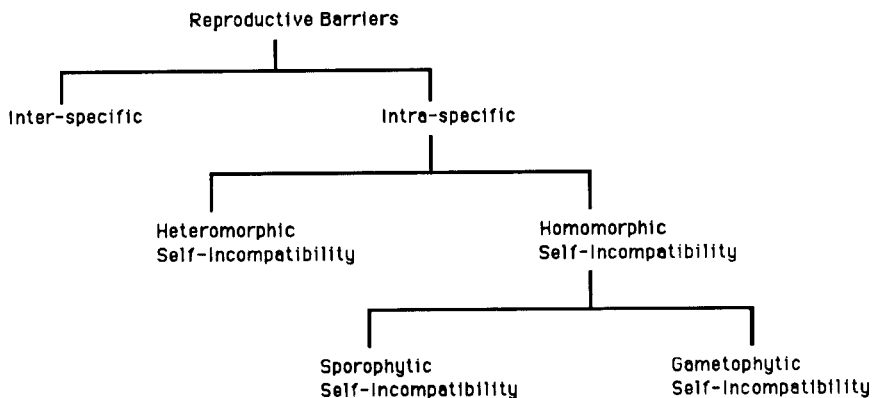 Reproductive Barriers
Inter-specific
Intra-specific
Heteromorphic
Self-Incompatibility
Homomorphic
Self-Incompatibility
Sporophytic
Self-Incompatibility
Gametophytic
Self-Incompatibility